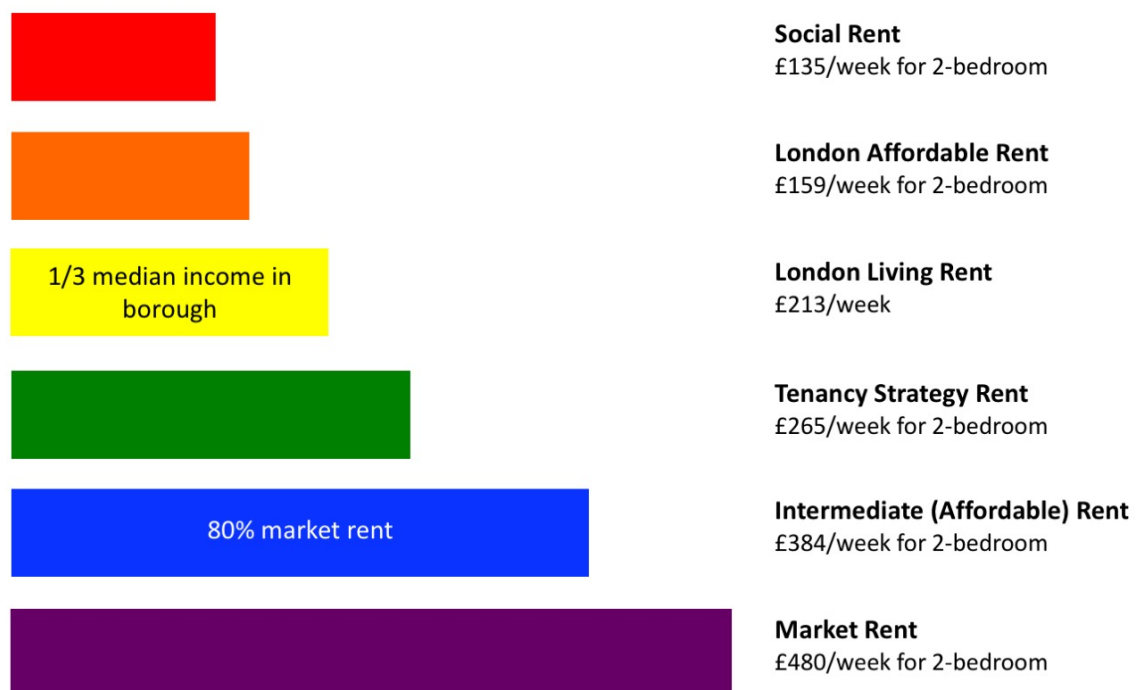 Social Rent
£135/week for 2-bedroom
London Affordable Rent
£159/week for 2-bedroom
1/3 median income in
borough
London Living Rent
£213/week
Tenancy Strategy Rent
£265/week for 2-bedroom
80% market rent
Intermediate (Affordable) Rent
£384/week for 2-bedroom
Market Rent
£480/week for 2-bedroom